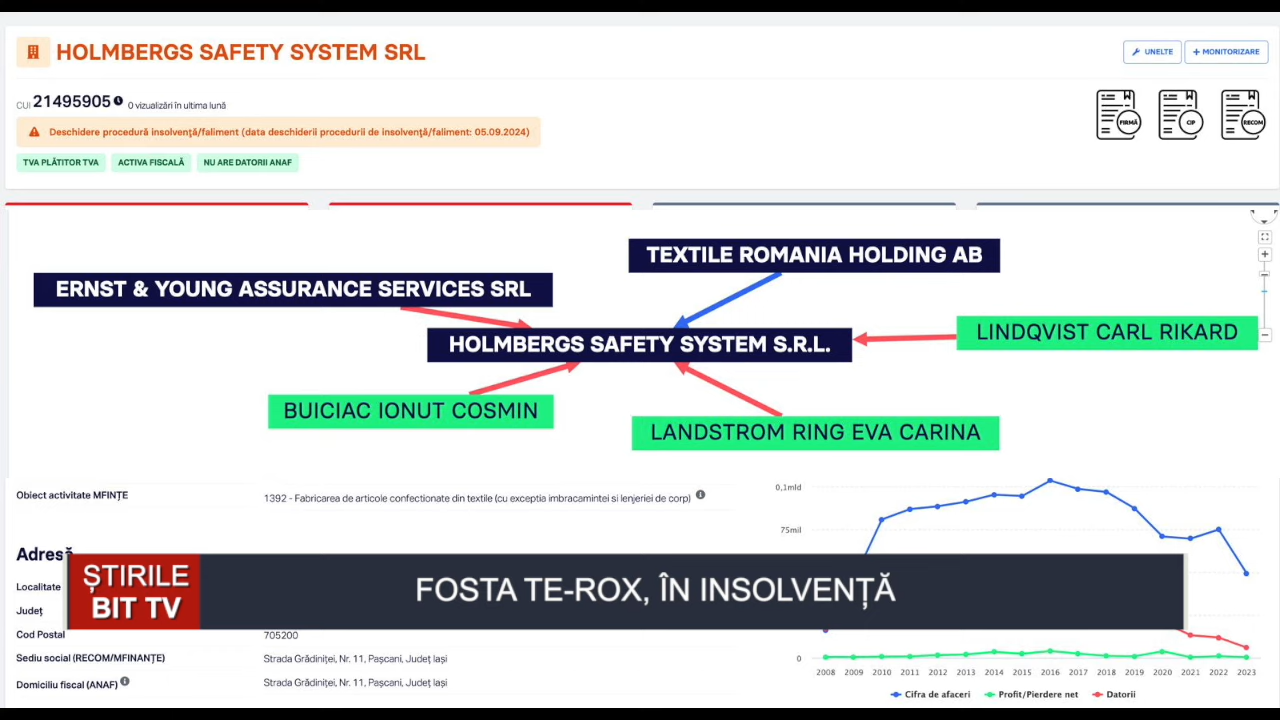 HOLMBERGS SAFETY SYSTEM SRL
UNELTE
+ MONITORIZARE
CUI 21495905 0 vizualizări în ultima lună
Deschidere procedură insolvență/faliment (data deschiderii procedurii de insolvență/faliment: 05.09.2024)
TVA PLĂTITOR TVA
ACTIVA FISCALĂ
NU ARE DATORII ANAF
FIRMĂ
CIP
RECOM
TEXTILE ROMANIA HOLDING AB
ERNST & YOUNG ASSURANCE SERVICES SRL
LINDQVIST CARL RIKARD
HOLMBERGS SAFETY SYSTEM S.R.L.
BUICIAC IONUT COSMIN
LANDSTROM RING EVA CARINA
Obiect activitate MFINȚE
1392 - Fabricarea de articole confectionate din textile (cu exceptia imbracamintei si lenjeriei de corp)
0,1mld
75mil
Adresă
ȘTIRILE
BIT TV
FOSTA TE-ROX, ÎN INSOLVENȚĂ
Localitate
Județ
Cod Postal
705200
Sediu social (RECOM/MFINANȚE)
Strada Grădiniței, Nr. 11, Pașcani, Județ Iași
Domiciliu fiscal (ANAF)
Strada Grădiniței, Nr. 11, Pașcani, Județ Iași
0
2008 2009 2010 2011 2012 2013 2014 2015 2016 2017 2018 2019 2020 2021 2022 2023
Cifra de afaceri
Profit/Pierdere net
Datorii